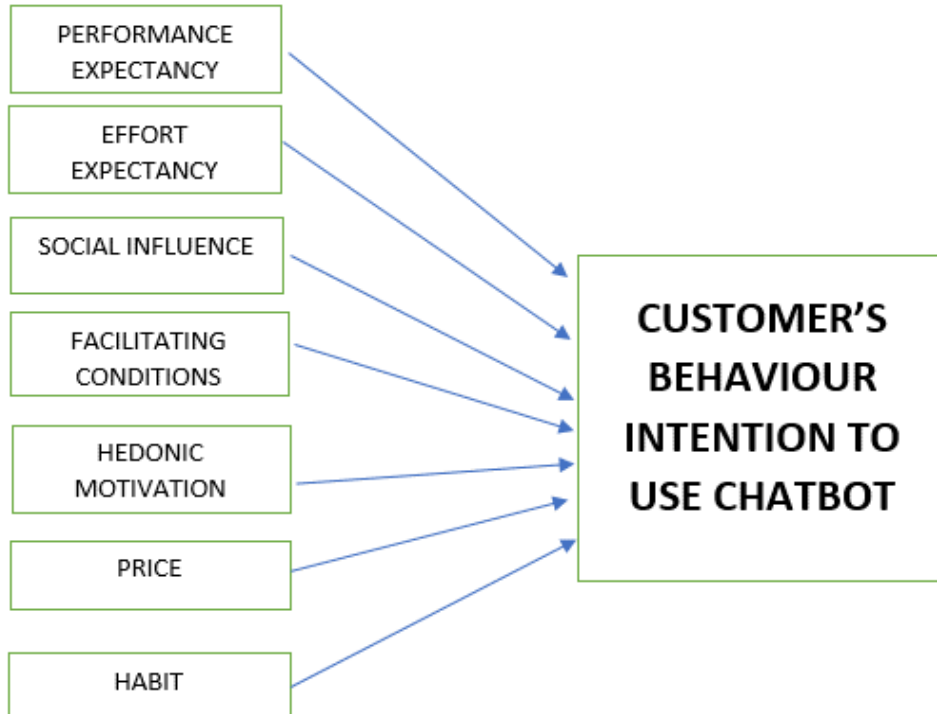 PERFORMANCE
EXPECTANCY
EFFORT
EXPECTANCY
SOCIAL INFLUENCE
FACILITATING
CONDITIONS
HEDONIC
MOTIVATION
PRICE
HABIT
CUSTOMER’S
BEHAVIOUR
INTENTION TO
USE CHATBOT